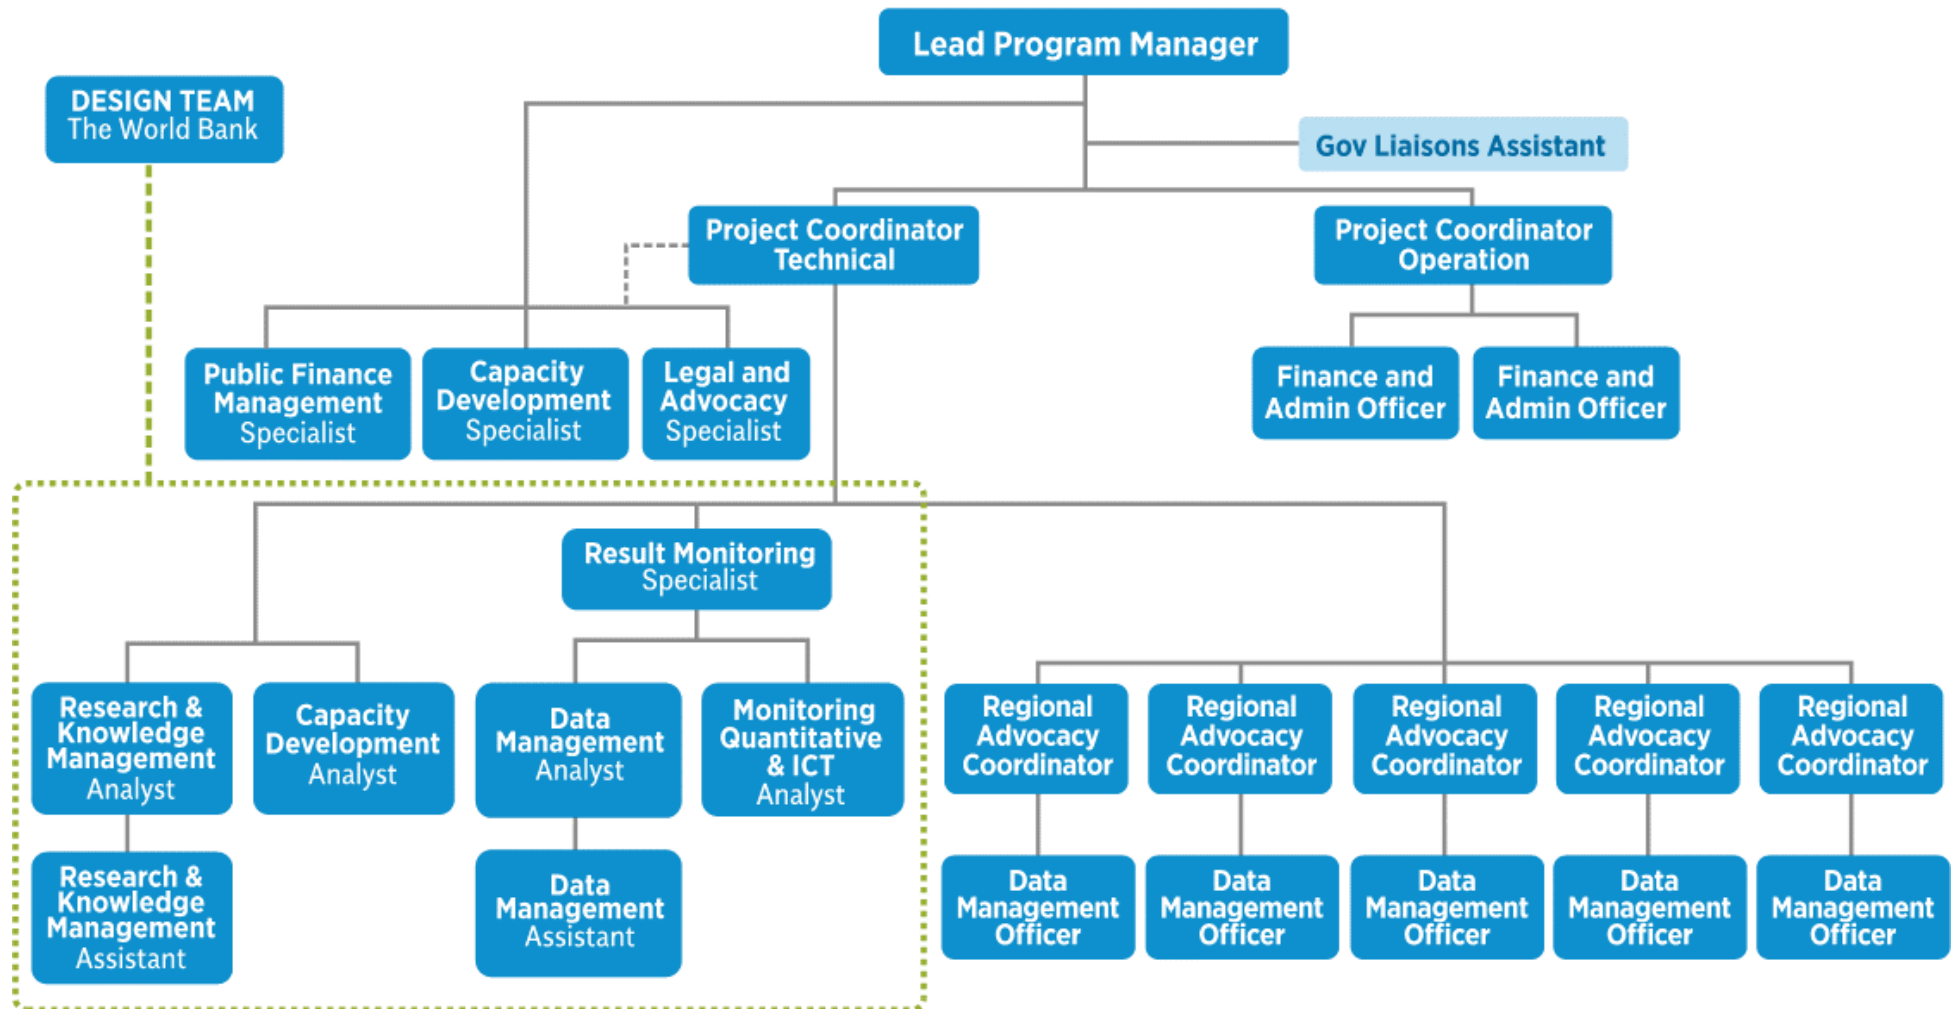 Lead Program Manager
DESIGN TEAM
The World Bank
Gov Liaisons Assistant
Project Coordinator
Technical
Project Coordinator
Operation
Public Finance
Management
Specialist
Capacity
Development
Specialist
Legal and
Advocacy
Specialist
Finance and
Admin Officer
Finance and
Admin Officer
Result Monitoring
Specialist
Research &
Knowledge
Management
Analyst
Capacity
Development
Analyst
Data
Management
Analyst
Monitoring
Quantitative
& ICT
Analyst
Regional
Advocacy
Coordinator
Regional
Advocacy
Coordinator
Regional
Advocacy
Coordinator
Regional
Advocacy
Coordinator
Regional
Advocacy
Coordinator
Research &
Knowledge
Management
Assistant
Data
Management
Assistant
Data
Management
Officer
Data
Management
Officer
Data
Management
Officer
Data
Management
Officer
Data
Management
Officer